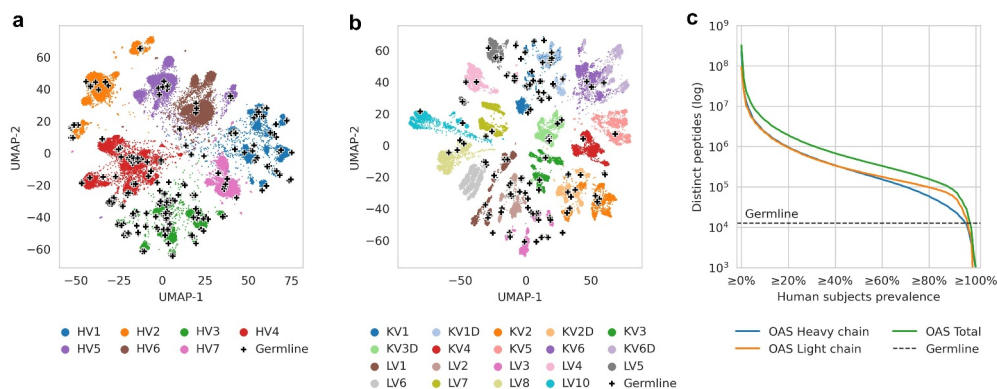 a
b
c
UMAP-2
60
40
20
0
−20
−40
−60
−50
−25
0
25
50
75
UMAP-1
UMAP-2
60
40
20
0
−20
−40
−60
−50
0
50
UMAP-1
Distinct peptides (log)
10⁹
10⁸
10⁷
10⁶
10⁵
10⁴
10³
Germline
≥0%
≥20%
≥40%
≥60%
≥80%
≥100%
Human subjects prevalence
HV1 HV2 HV3 HV4
HV5 HV6 HV7 Germline
KV1 KV1D KV2 KV2D KV3
KV3D KV4 KV5 KV6 KV6D
LV1 LV2 LV3 LV4 LV5
LV6 LV7 LV8 LV10 Germline
OAS Heavy chain OAS Total
OAS Light chain Germline